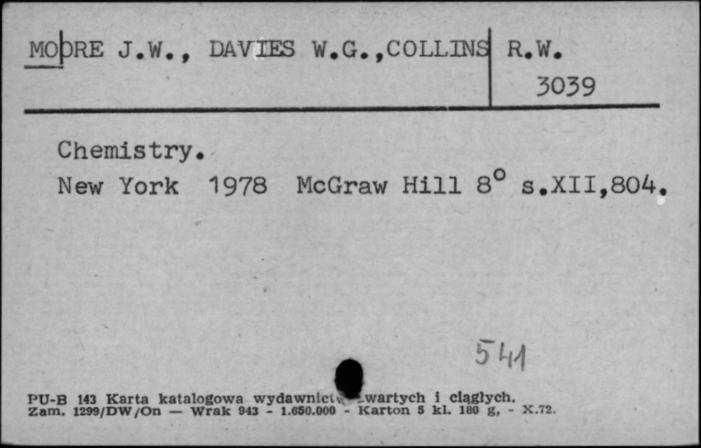 MOORE J.W., DAVIES W.G.,COLLINS R.W.
3039
Chemistry.
New York 1978 McGraw Hill 8° s.XII,804.
541
PU-B 143 Karta katalogowa wydawnictw zwartych i ciągłych.
Zam. 1299/DW/On — Wrak 943 - 1.650.000 - Karton 5 kl. 180 g, - X.72.